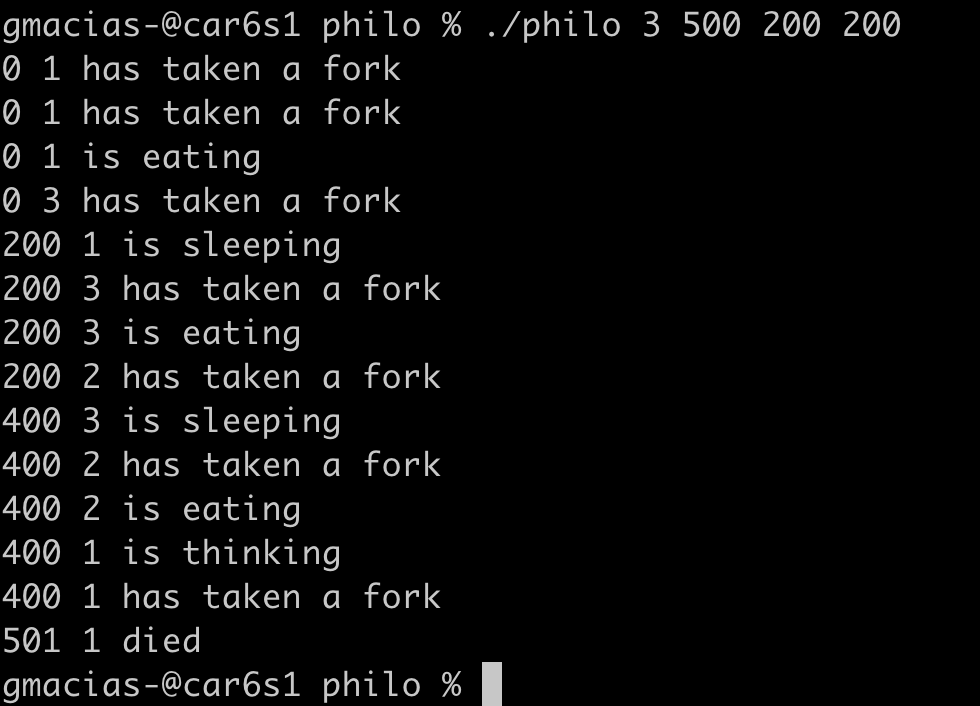 gmacias-@car6s1 philo % ./philo 3 500 200 200
0 1 has taken a fork
0 1 has taken a fork
0 1 is eating
0 3 has taken a fork
200 1 is sleeping
200 3 has taken a fork
200 3 is eating
200 2 has taken a fork
400 3 is sleeping
400 2 has taken a fork
400 2 is eating
400 1 is thinking
400 1 has taken a fork
501 1 died
gmacias-@car6s1 philo %